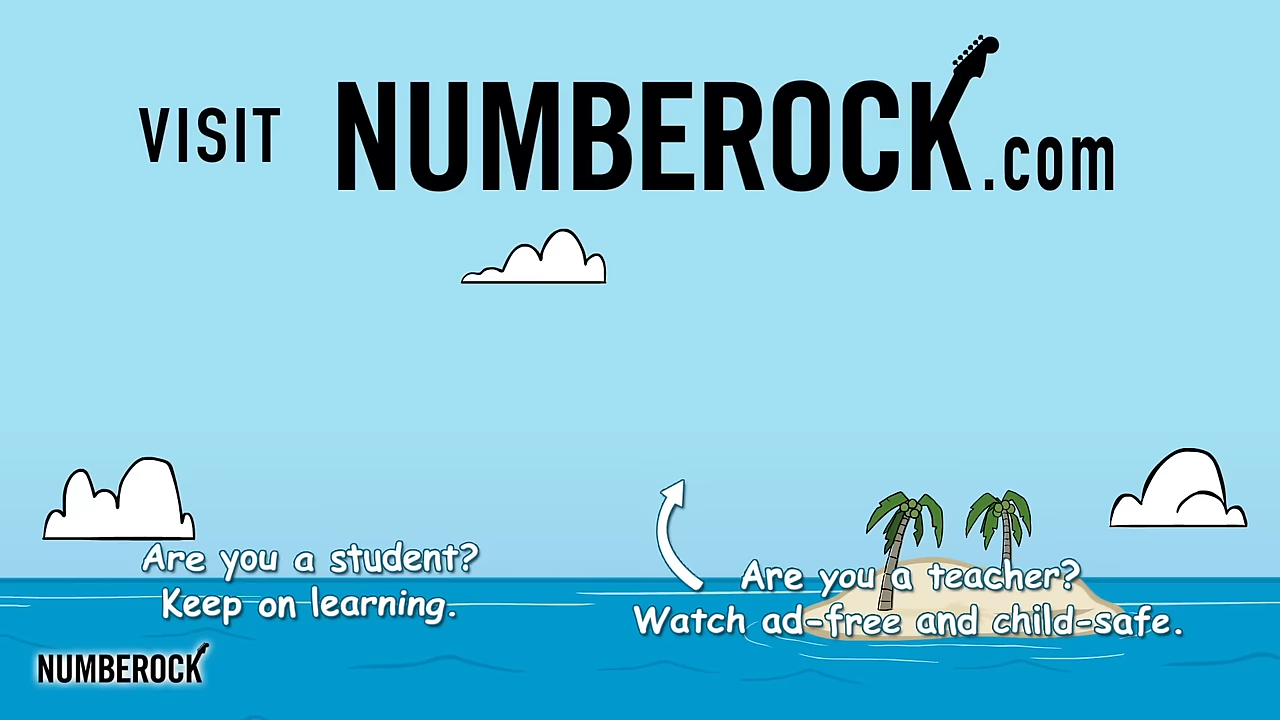 VISIT NUMBEROCK.com
Are you a student?
Keep on learning.
Are you a teacher?
Watch ad-free and child-safe.
NUMBEROCK